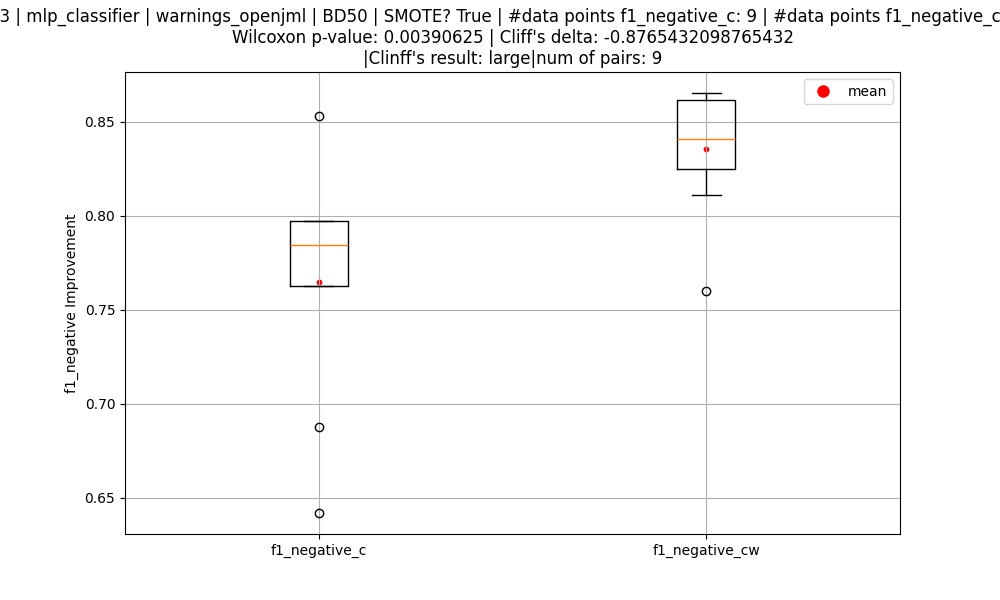 3 | mlp_classifier | warnings_openjml | BD50 | SMOTE? True | #data points f1_negative_c: 9 | #data points f1_negative_c
Wilcoxon p-value: 0.00390625 | Cliff's delta: -0.8765432098765432
|Clinff's result: large|num of pairs: 9
mean
0.85
0.80
0.75
0.70
0.65
f1_negative Improvement
f1_negative_c
f1_negative_cw